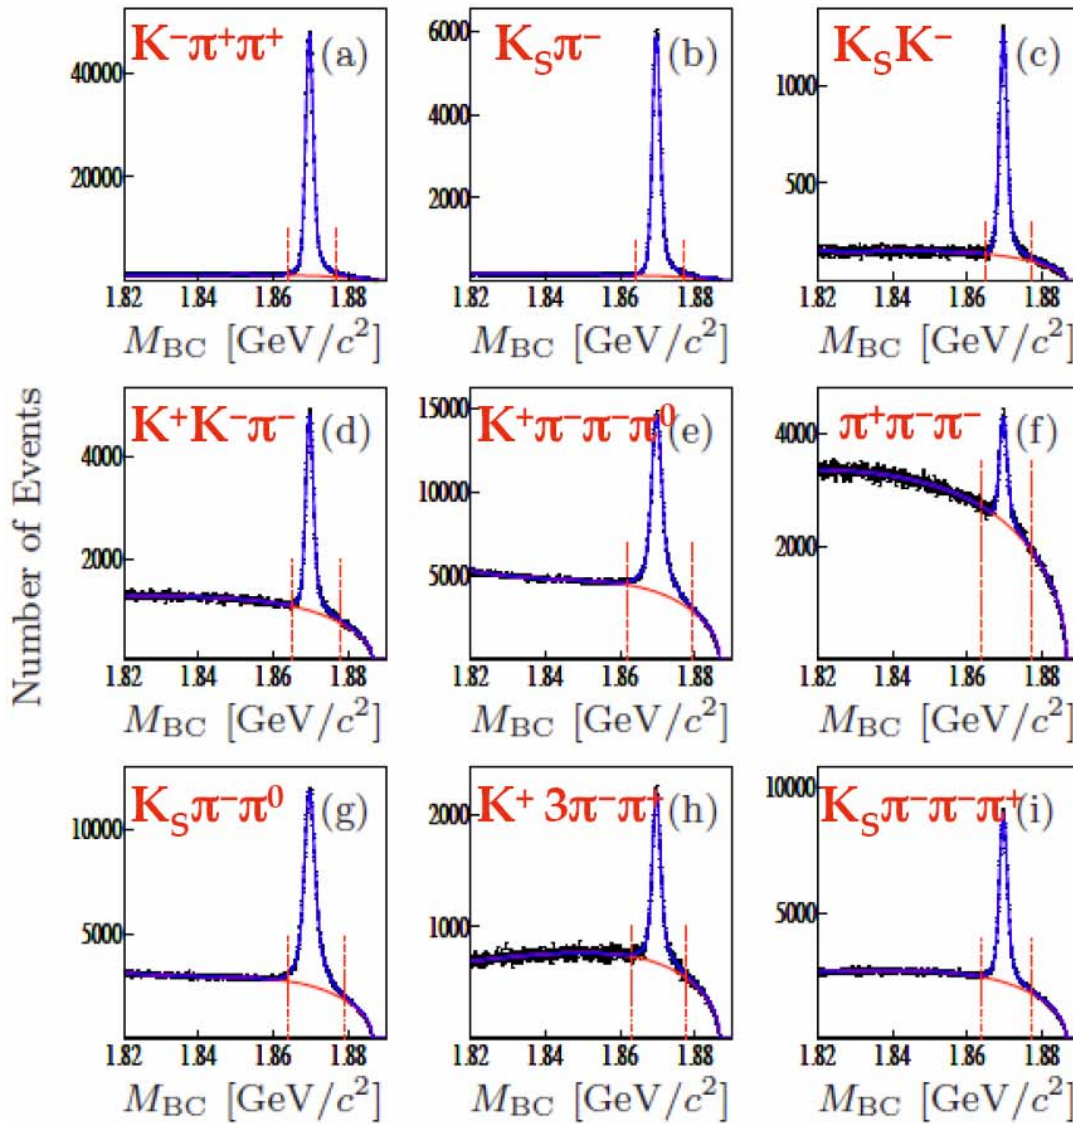 K⁻π⁺π⁺ (a)
40000
20000
1.82 1.84 1.86 1.88
M_BC [GeV/c²]
K_Sπ⁻ (b)
6000
4000
2000
1.82 1.84 1.86 1.88
M_BC [GeV/c²]
K_SK⁻ (c)
1000
500
1.82 1.84 1.86 1.88
M_BC [GeV/c²]
Number of Events
K⁺K⁻π⁻ (d)
4000
2000
1.82 1.84 1.86 1.88
M_BC [GeV/c²]
K⁺π⁻π⁻π⁰ (e)
15000
10000
5000
1.82 1.84 1.86 1.88
M_BC [GeV/c²]
π⁺π⁻π⁻ (f)
4000
2000
1.82 1.84 1.86 1.88
M_BC [GeV/c²]
K_Sπ⁻π⁰ (g)
10000
5000
1.82 1.84 1.86 1.88
M_BC [GeV/c²]
K⁺ 3π⁻π⁺ (h)
2000
1000
1.82 1.84 1.86 1.88
M_BC [GeV/c²]
K_Sπ⁻π⁻π⁺ (i)
10000
5000
1.82 1.84 1.86 1.88
M_BC [GeV/c²]